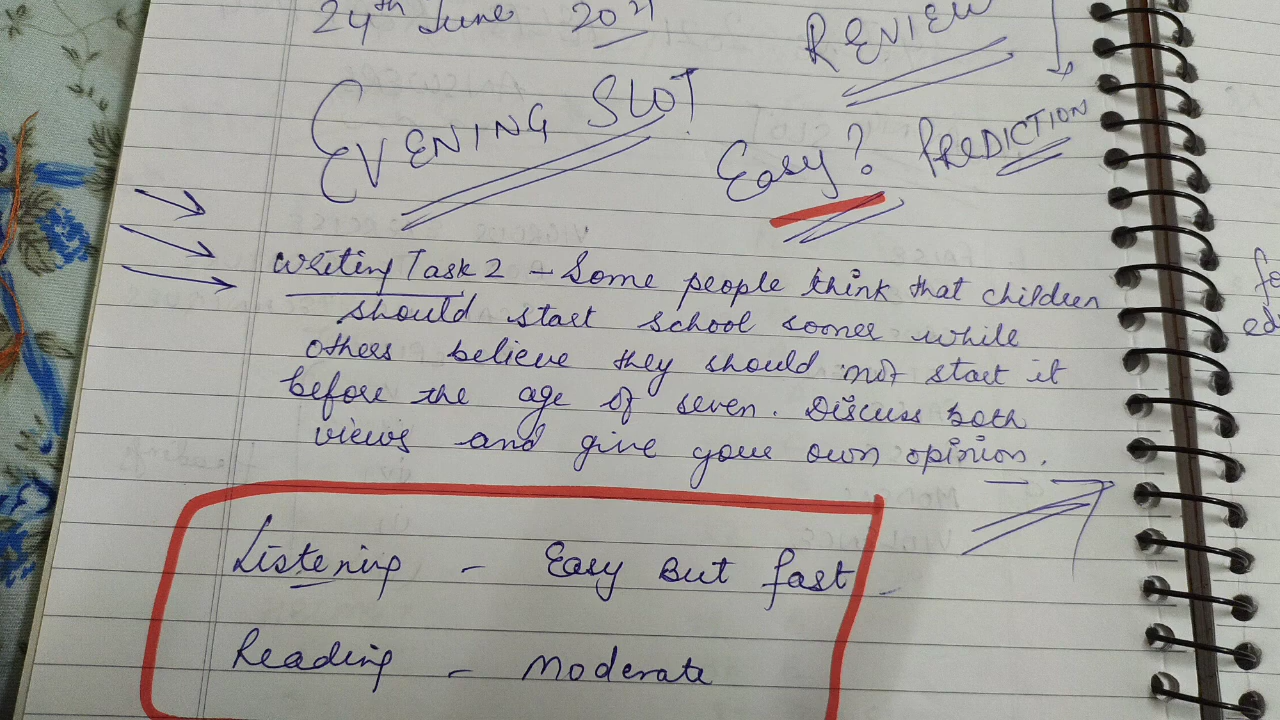 24th June 2021
REVIEW
EVENING SLOT
Easy? PREDICTION
Writing Task 2 - Some people think that children
should start school sooner while
others believe they should not start it
before the age of seven. Discuss both
views and give your own opinion.
Listening - Easy But fast
Reading - Moderate